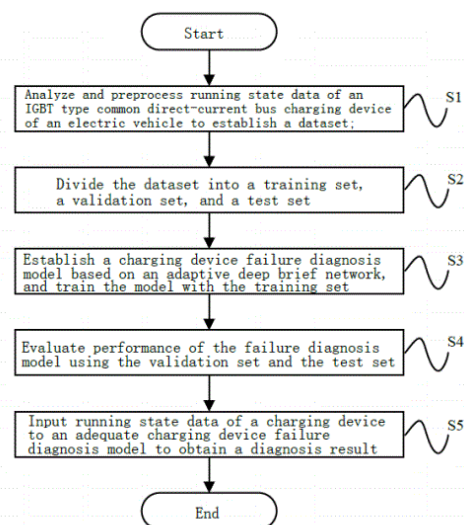 Start
Analyze and preprocess running state data of an
IGBT type common direct-current bus charging device
of an electric vehicle to establish a dataset;
S1
Divide the dataset into a training set,
a validation set, and a test set
S2
Establish a charging device failure diagnosis
model based on an adaptive deep brief network,
and train the model with the training set
S3
Evaluate performance of the failure diagnosis
model using the validation set and the test set
S4
Input running state data of a charging device
to an adequate charging device failure
diagnosis model to obtain a diagnosis result
S5
End